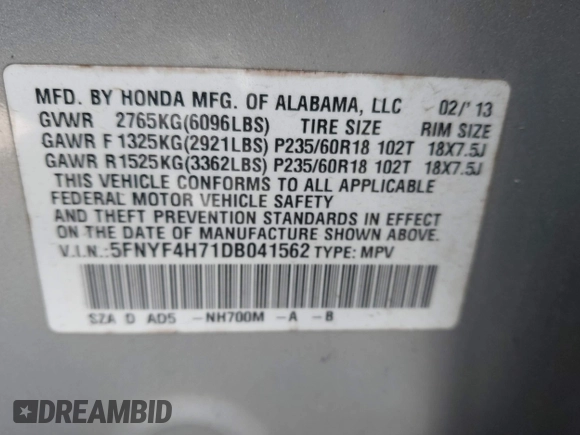 MFD. BY HONDA MFG. OF ALABAMA, LLC 02/'13
GVWR 2765KG(6096LBS) TIRE SIZE RIM SIZE
GAWR F 1325KG(2921LBS) P235/60R18 102T 18X7.5J
GAWR R1525KG(3362LBS) P235/60R18 102T 18X7.5J
THIS VEHICLE CONFORMS TO ALL APPLICABLE
FEDERAL MOTOR VEHICLE SAFETY
AND THEFT PREVENTION STANDARDS IN EFFECT
ON THE DATE OF MANUFACTURE SHOWN ABOVE.
V.I.N.:5FNYF4H71DB041562 TYPE: MPV
SZA D AD5 -NH700M -A -B
DREAMBID